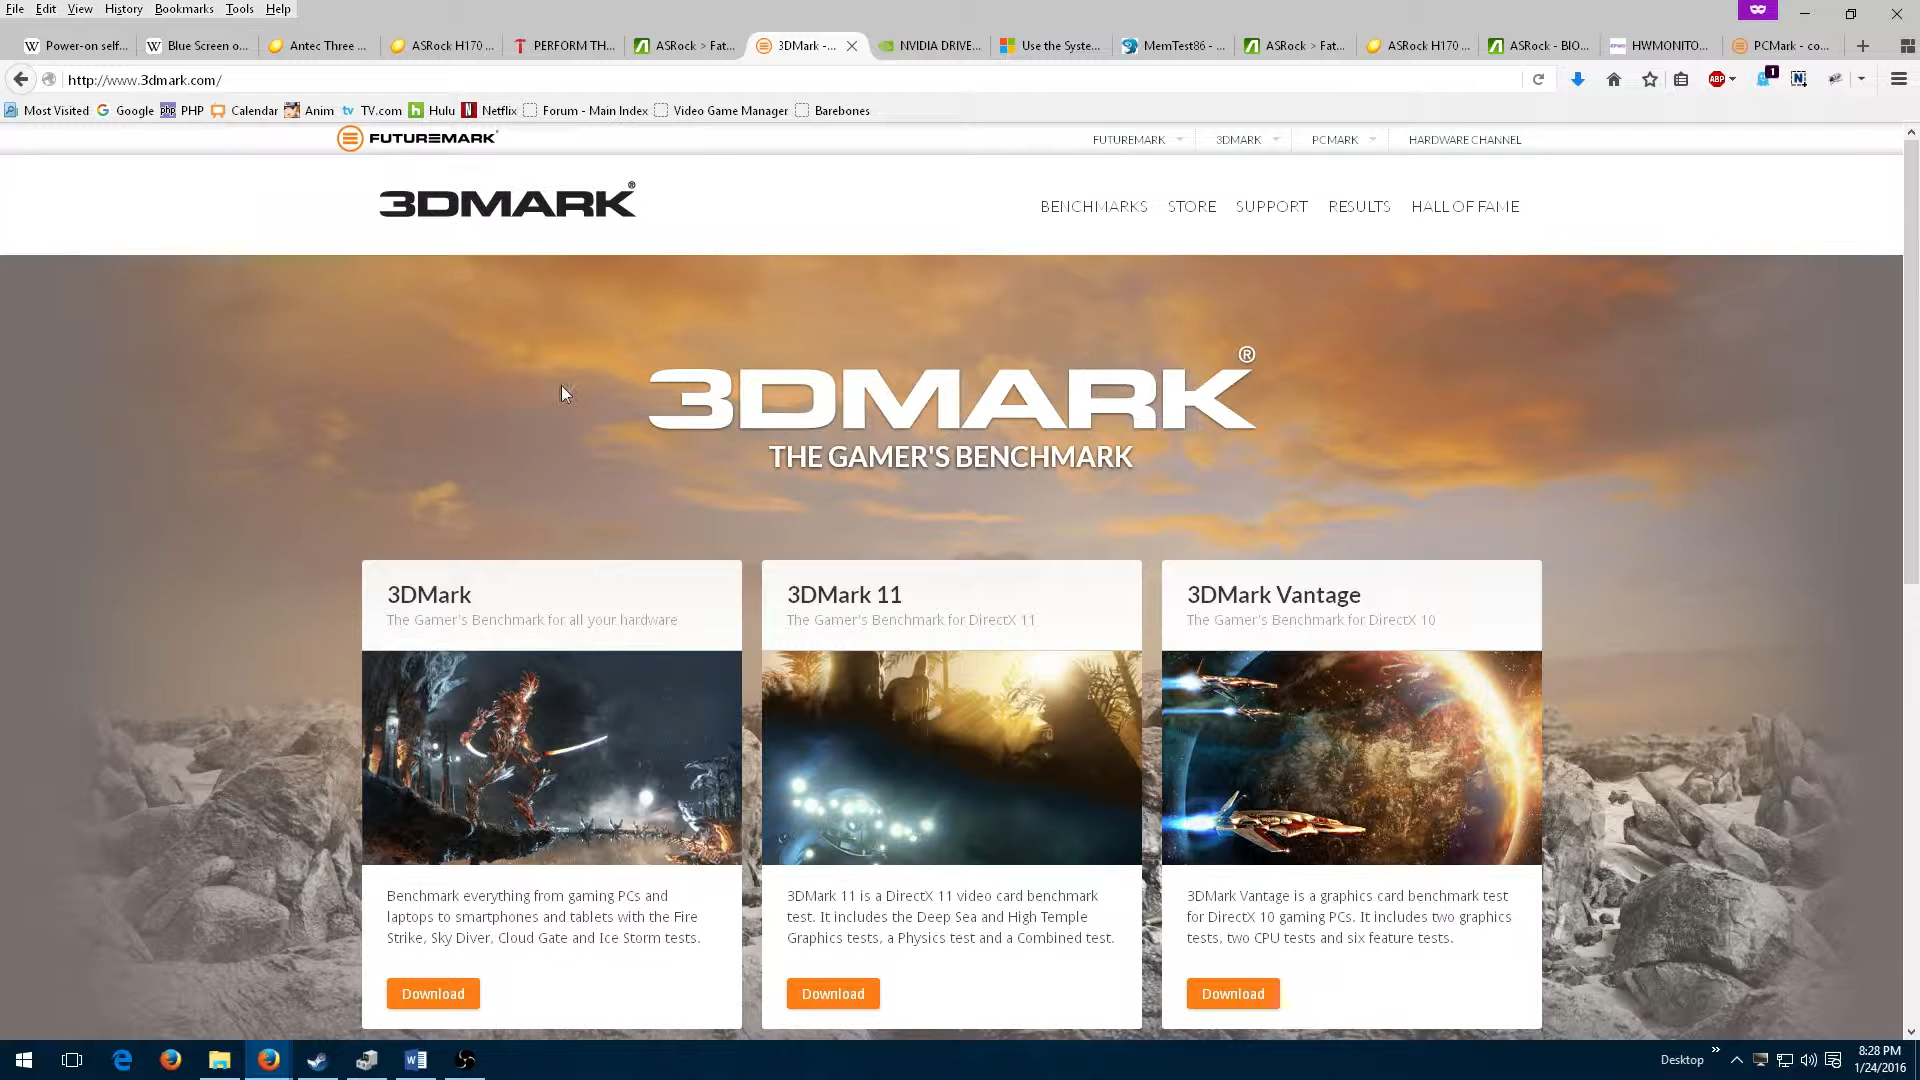 File Edit View History Bookmarks Tools Help
Power-on self... Blue Screen o... Antec Three ... ASRock H170 ... PERFORM TH... ASRock > Fat... 3DMark -... NVIDIA DRIVE... Use the Syste... MemTest86 - ... ASRock > Fat... ASRock H170 ... ASRock - BIO... HWMONITO... PCMark - co...
http://www.3dmark.com/
ABP 1
Most Visited Google PHP Calendar Anim TV.com Hulu Netflix Forum - Main Index Video Game Manager Barebones
FUTUREMARK FUTUREMARK 3DMARK PCMARK HARDWARE CHANNEL
3DMARK® BENCHMARKS STORE SUPPORT RESULTS HALL OF FAME
3DMARK®
THE GAMER'S BENCHMARK
3DMark
The Gamer's Benchmark for all your hardware
Benchmark everything from gaming PCs and
laptops to smartphones and tablets with the Fire
Strike, Sky Diver, Cloud Gate and Ice Storm tests.
Download
3DMark 11
The Gamer's Benchmark for DirectX 11
3DMark 11 is a DirectX 11 video card benchmark
test. It includes the Deep Sea and High Temple
Graphics tests, a Physics test and a Combined test.
Download
3DMark Vantage
The Gamer's Benchmark for DirectX 10
3DMark Vantage is a graphics card benchmark test
for DirectX 10 gaming PCs. It includes two graphics
tests, two CPU tests and six feature tests.
Download
Desktop
8:28 PM
1/24/2016